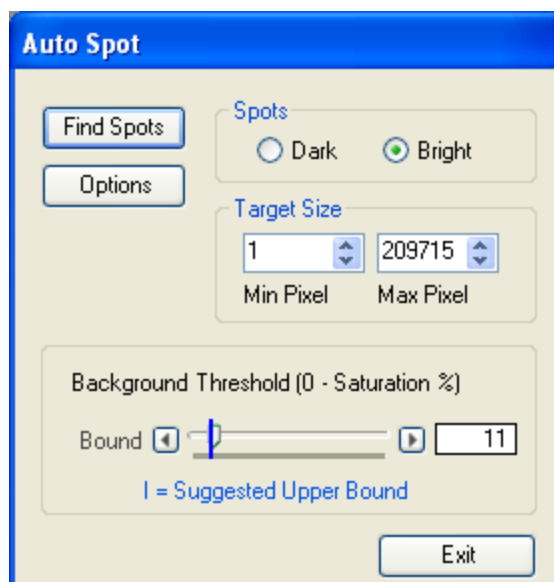 Auto Spot
Find Spots
Options
Spots
Dark
Bright
Target Size
1
209715
Min Pixel
Max Pixel
Background Threshold (0 - Saturation %)
Bound
11
I = Suggested Upper Bound
Exit